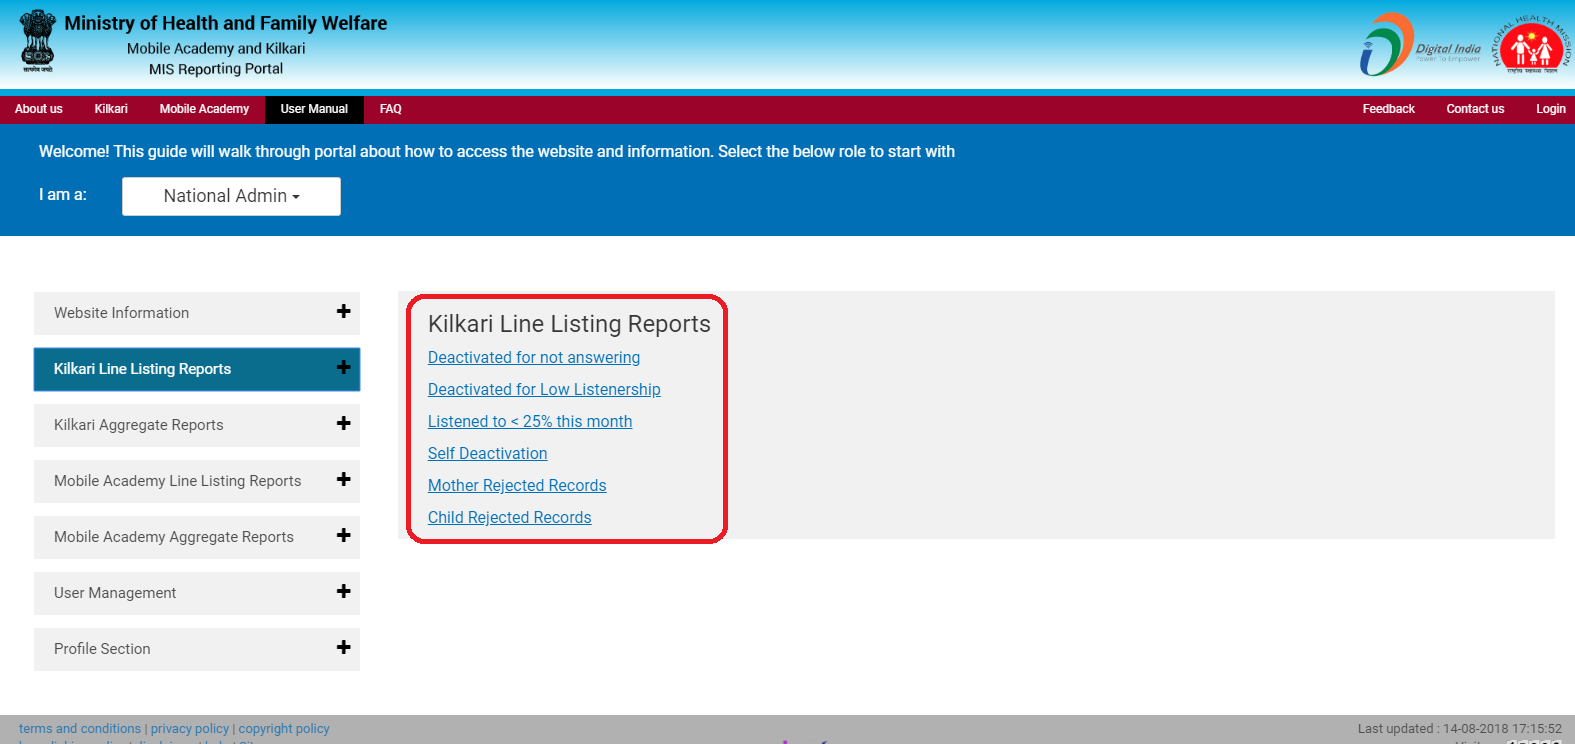 Ministry of Health and Family Welfare
Mobile Academy and Kilkari
MIS Reporting Portal
सत्यमेव जयते
Digital India
Power To Empower
NATIONAL HEALTH MISSION
राष्ट्रीय स्वास्थ्य मिशन
About us Kilkari Mobile Academy User Manual FAQ Feedback Contact us Login
Welcome! This guide will walk through portal about how to access the website and information. Select the below role to start with
I am a: National Admin
Website Information
Kilkari Line Listing Reports
Kilkari Aggregate Reports
Mobile Academy Line Listing Reports
Mobile Academy Aggregate Reports
User Management
Profile Section
Kilkari Line Listing Reports
Deactivated for not answering
Deactivated for Low Listenership
Listened to < 25% this month
Self Deactivation
Mother Rejected Records
Child Rejected Records
terms and conditions | privacy policy | copyright policy
Last updated : 14-08-2018 17:15:52